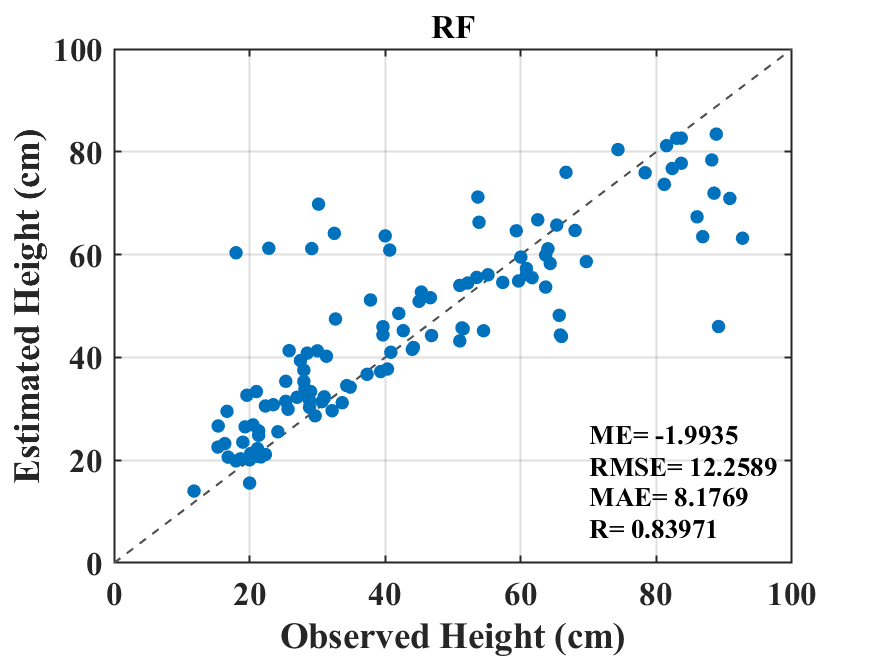 RF
100
80
60
40
20
0
Estimated Height (cm)
ME= -1.9935
RMSE= 12.2589
MAE= 8.1769
R= 0.83971
0 20 40 60 80 100
Observed Height (cm)